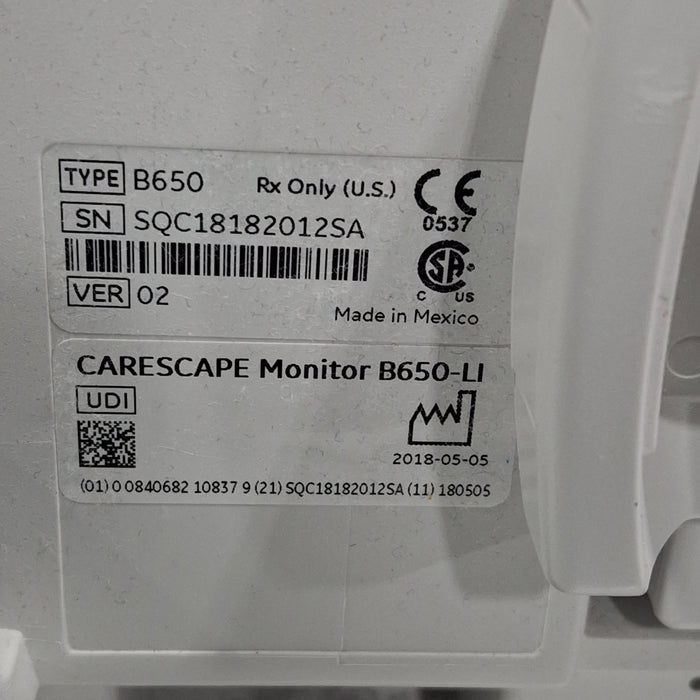 TYPE B650 Rx Only (U.S.) CE
SN SQC18182012SA 0537
SA
C US
VER 02
Made in Mexico
CARESCAPE Monitor B650-LI
UDI
2018-05-05
(01) 0 0840682 10837 9 (21) SQC18182012SA (11) 180505